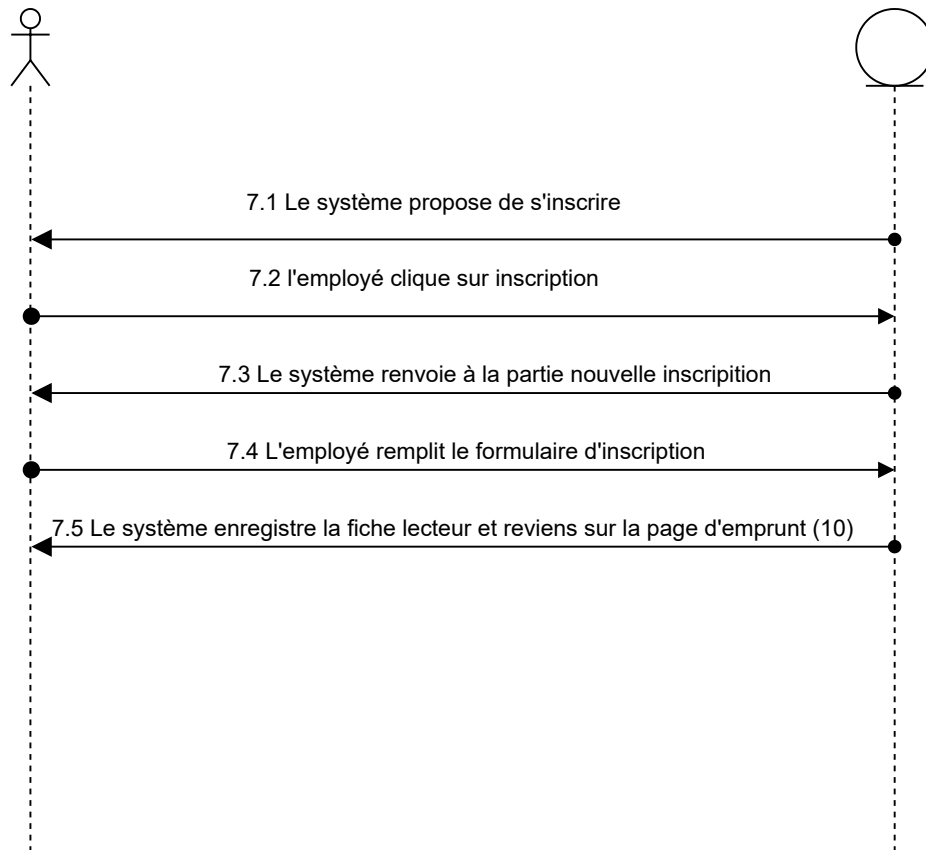 7.1 Le système propose de s'inscrire
7.2 l'employé clique sur inscription
7.3 Le système renvoie à la partie nouvelle inscripition
7.4 L'employé remplit le formulaire d'inscription
7.5 Le système enregistre la fiche lecteur et reviens sur la page d'emprunt (10)